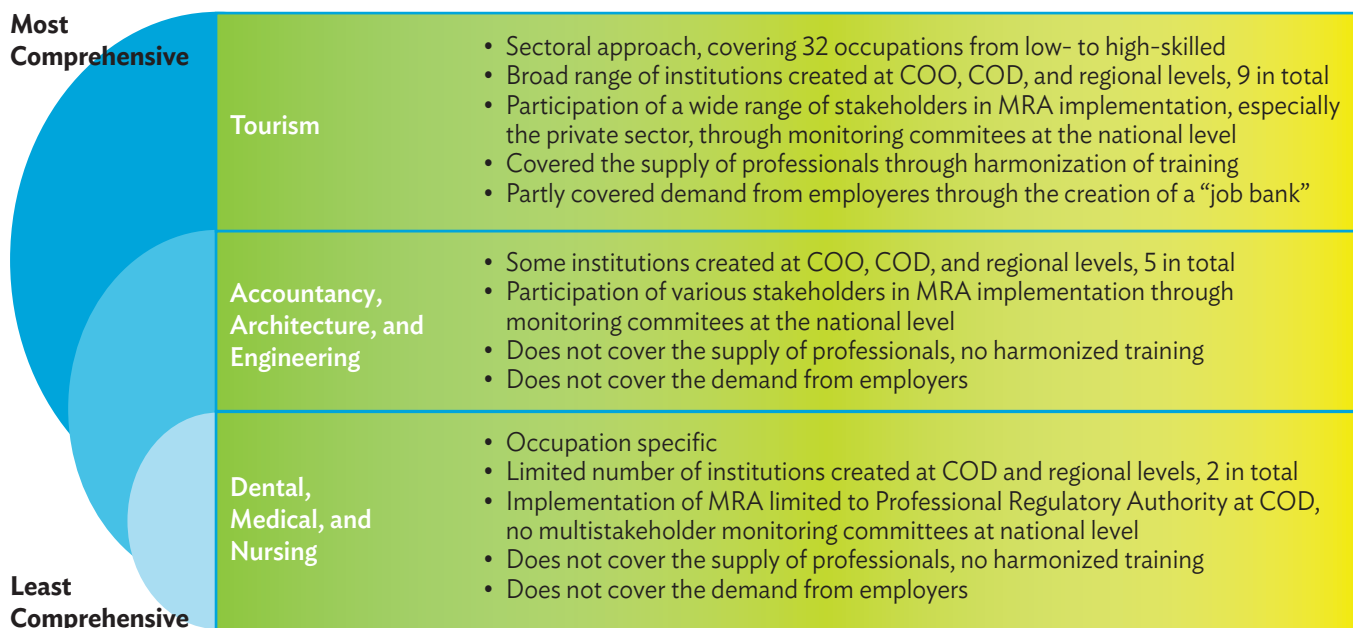 Most
Comprehensive
Tourism
• Sectoral approach, covering 32 occupations from low- to high-skilled
• Broad range of institutions created at COO, COD, and regional levels, 9 in total
• Participation of a wide range of stakeholders in MRA implementation, especially
the private sector, through monitoring commitees at the national level
• Covered the supply of professionals through harmonization of training
• Partly covered demand from employeres through the creation of a “job bank”
Accountancy,
Architecture, and
Engineering
• Some institutions created at COO, COD, and regional levels, 5 in total
• Participation of various stakeholders in MRA implementation through
monitoring commitees at the national level
• Does not cover the supply of professionals, no harmonized training
• Does not cover the demand from employers
Dental,
Medical, and
Nursing
• Occupation specific
• Limited number of institutions created at COD and regional levels, 2 in total
• Implementation of MRA limited to Professional Regulatory Authority at COD,
no multistakeholder monitoring committees at national level
• Does not cover the supply of professionals, no harmonized training
• Does not cover the demand from employers
Least
Comprehensive